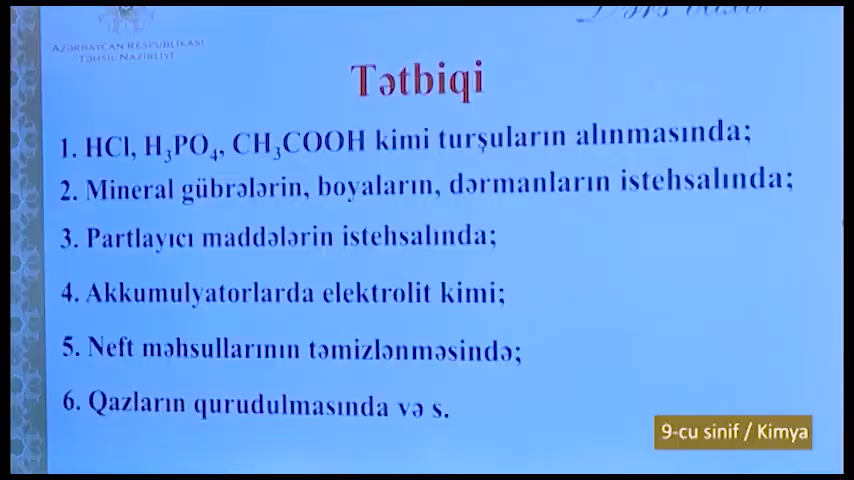 AZƏRBAYCAN RESPUBLİKASI
TƏHSİL NAZİRLİYİ
Tətbiqi
1. HCl, H₃PO₄, CH₃COOH kimi turşuların alınmasında;
2. Mineral gübrələrin, boyaların, dərmanların istehsalında;
3. Partlayıcı maddələrin istehsalında;
4. Akkumulyatorlarda elektrolit kimi;
5. Neft məhsullarının təmizlənməsində;
6. Qazların qurudulmasında və s.
9-cu sinif / Kimya